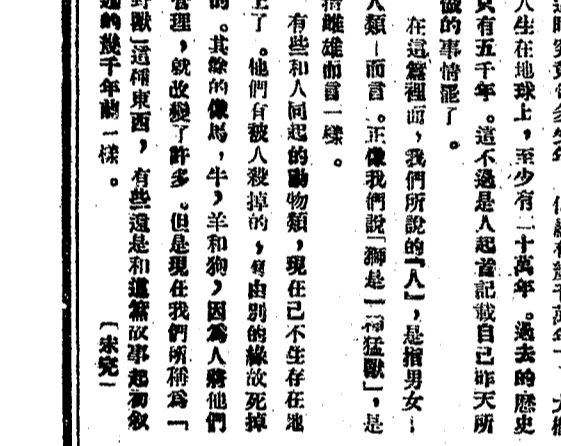 人生在地球上，至少有二十萬年。過去的歷史
只有五千年。這不過是人起首記載自己昨天所
做的事情罷了。
在這篇裡面，我們所說的「人」，是指男女—
人類—而言。正像我們說「獅是一種猛獸」，是
指雌雄而言一樣。
有些和人同起的動物類，現在已不生存在地
上了。他們有被人殺掉的，有由別的緣故死掉
的。其餘的像馬，牛，羊和狗，因爲人將他們
管理，就改變了許多。但是現在我們所稱爲「
野獸」這種東西，有些還是和這篇故事起初叙
的幾千年前一樣。 〔未完〕